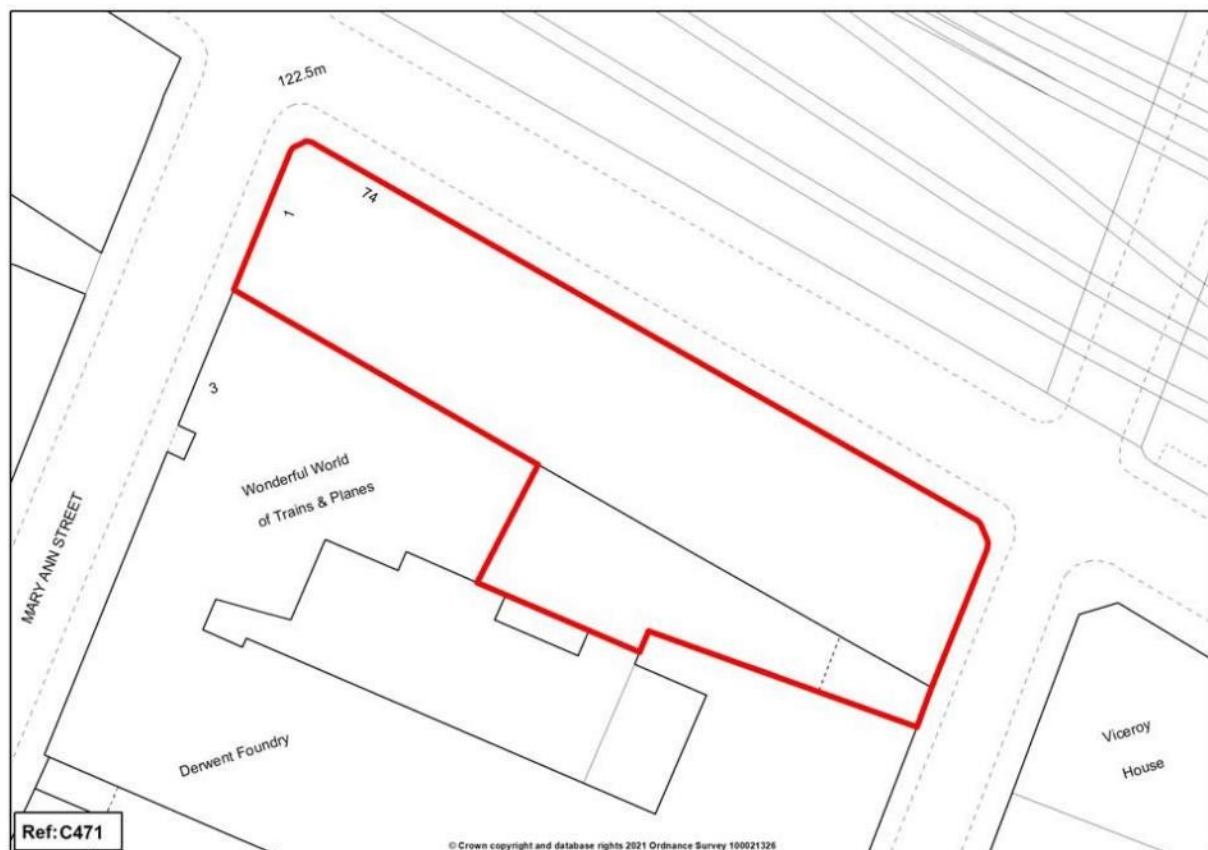 122.5m
74
1
3
Wonderful World
of Trains & Planes
MARY ANN STREET
Derwent Foundry
Viceroy
House
Ref:C471
© Crown copyright and database rights 2021 Ordnance Survey 100021326